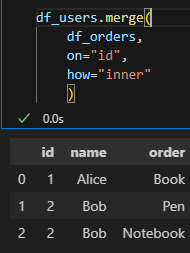 df_users.merge(
df_orders,
on="id",
how="inner"
)
0.0s
id name order
0 1 Alice Book
1 2 Bob Pen
2 2 Bob Notebook